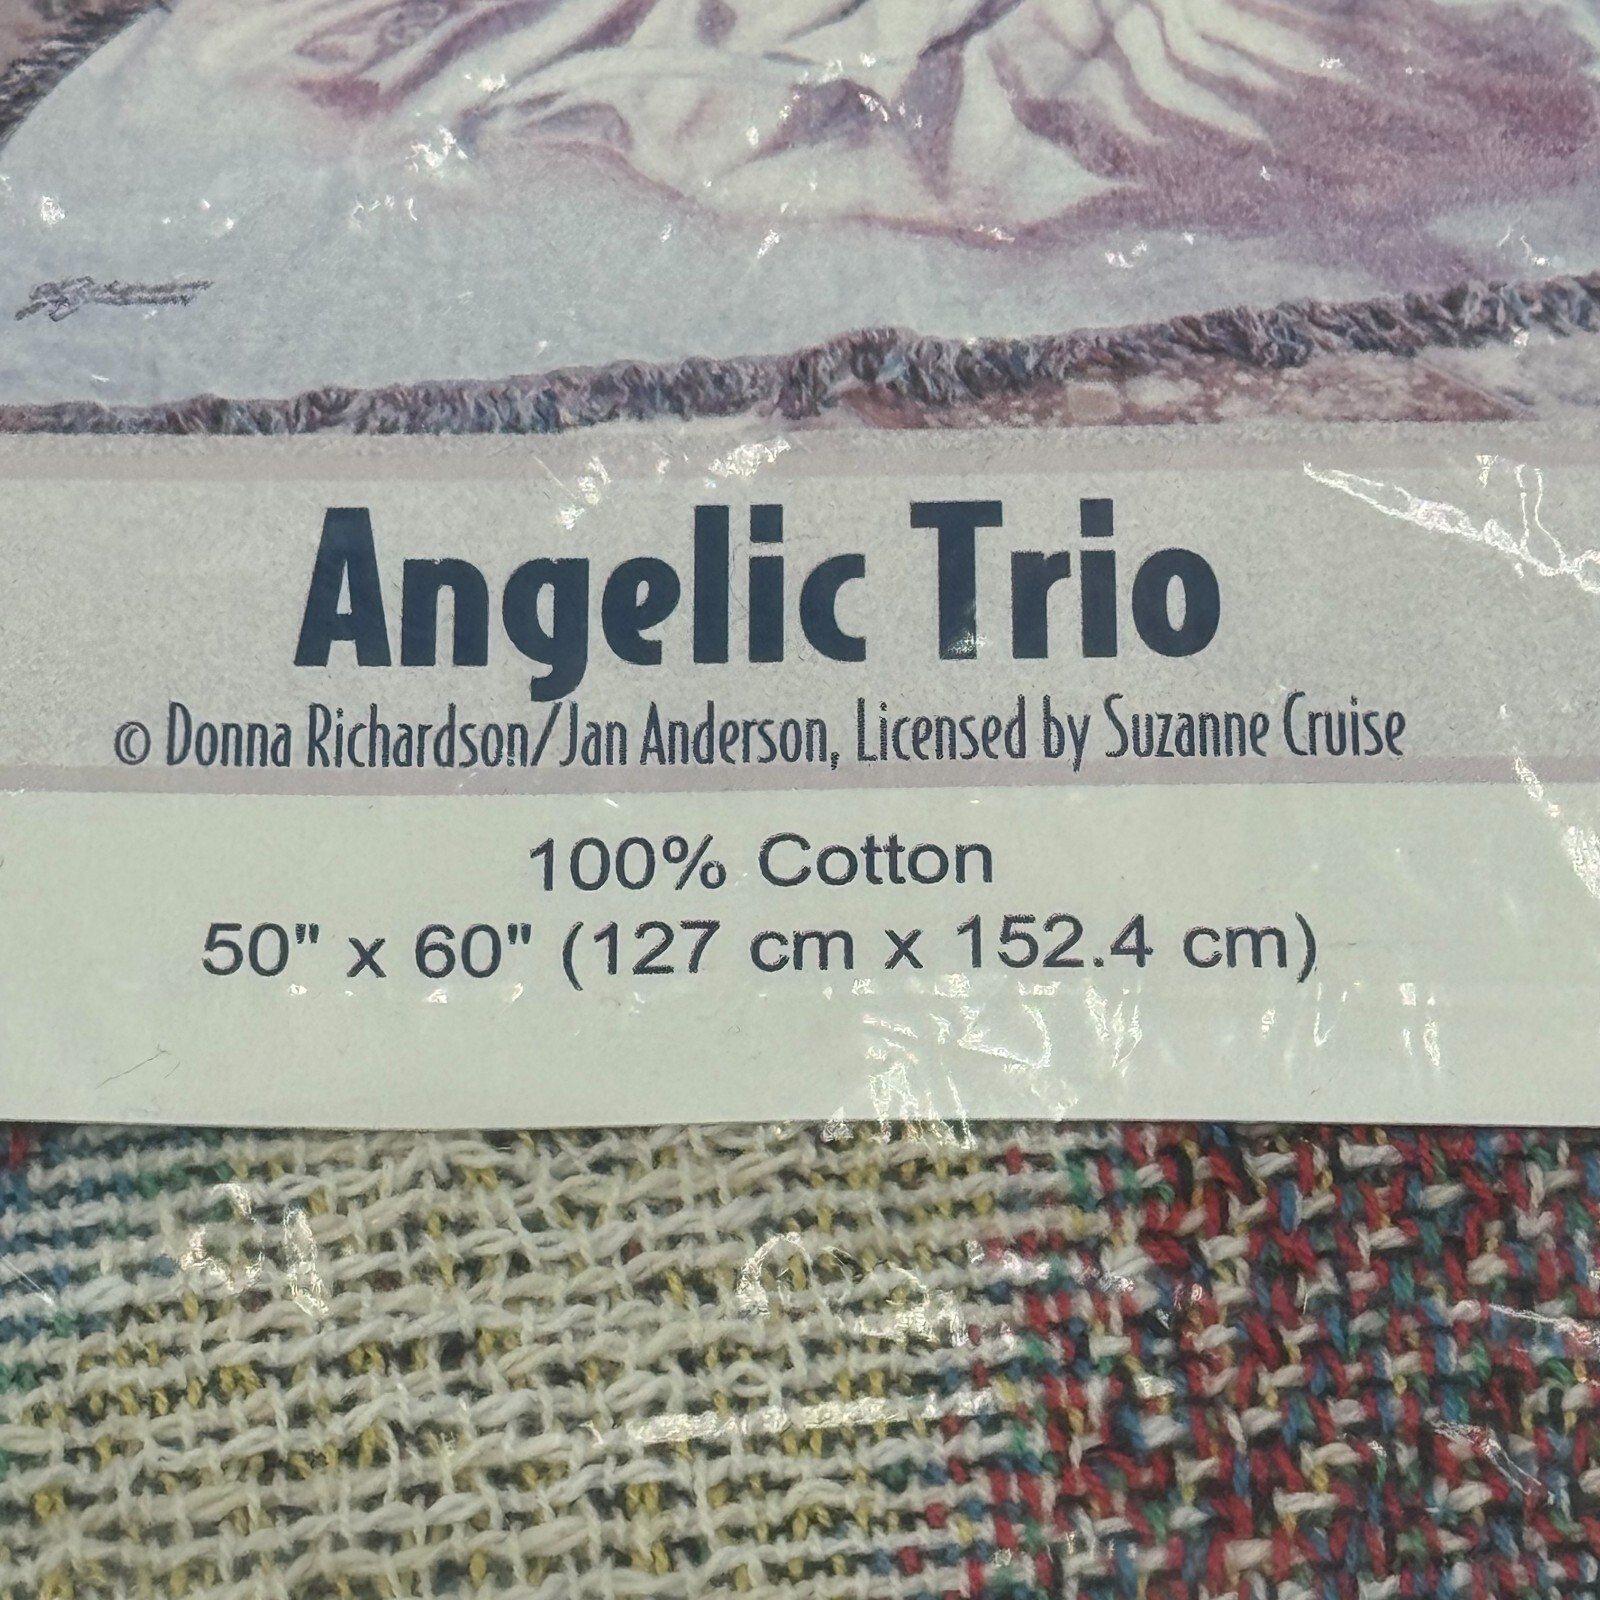 Angelic Trio
© Donna Richardson/Jan Anderson, Licensed by Suzanne Cruise
100% Cotton
50" x 60" (127 cm x 152.4 cm)